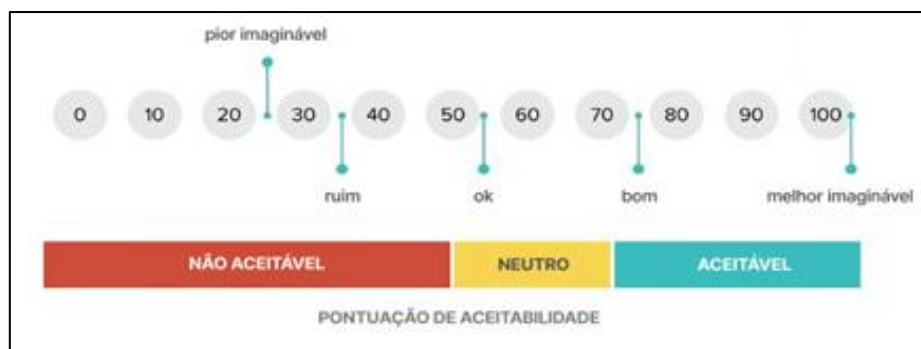 pior imaginável
0 10 20 30 40 50 60 70 80 90 100
ruim ok bom melhor imaginável
NÃO ACEITÁVEL NEUTRO ACEITÁVEL
PONTUAÇÃO DE ACEITABILIDADE